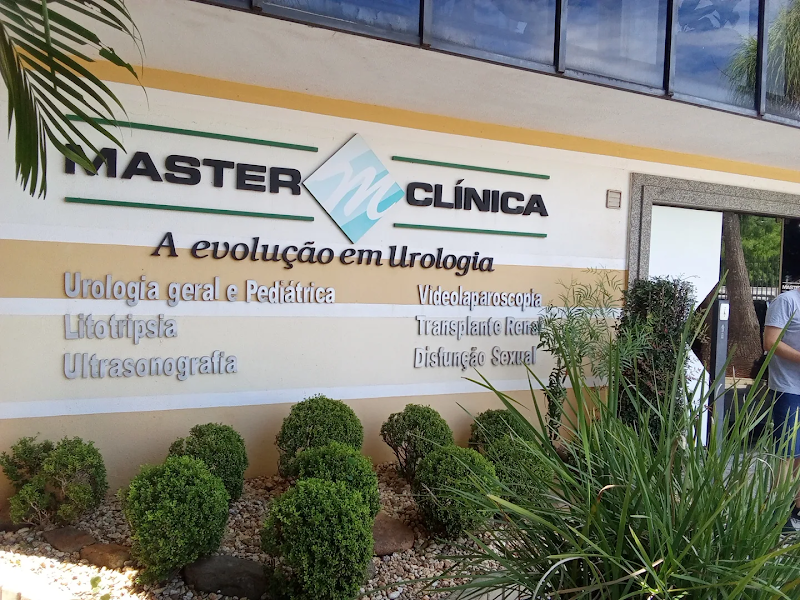 MASTER m CLÍNICA
A evolução em Urologia
Urologia geral e Pediátrica
Litotripsia
Ultrasonografia
Videolaparoscopia
Transplante Renal
Disfunção Sexual